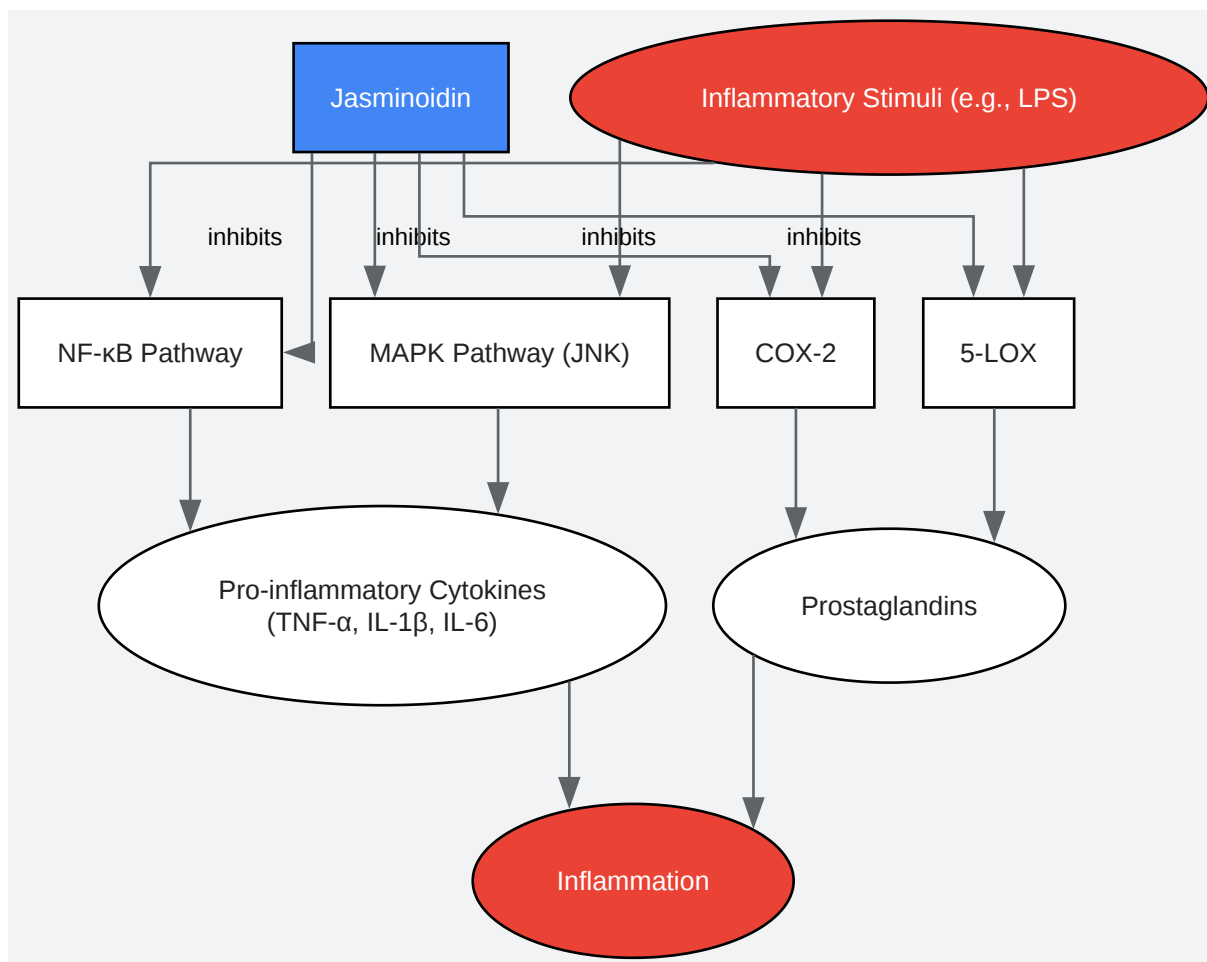 Jasminoidin
Inflammatory Stimuli (e.g., LPS)
inhibits
inhibits
inhibits
inhibits
NF-κB Pathway
MAPK Pathway (JNK)
COX-2
5-LOX
Pro-inflammatory Cytokines
(TNF-α, IL-1β, IL-6)
Prostaglandins
Inflammation